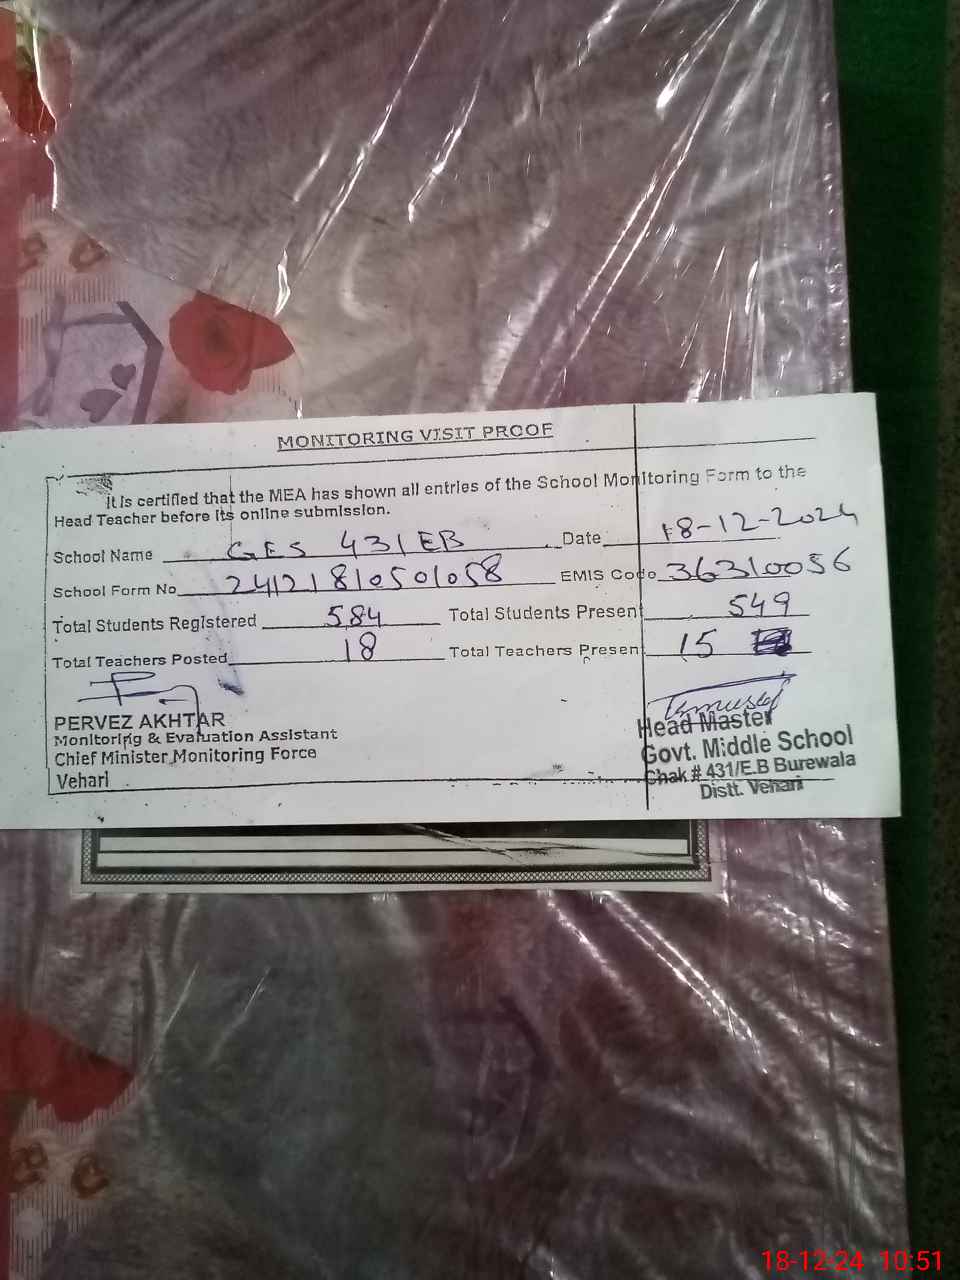 MONITORING VISIT PROOF
It is certified that the MEA has shown all entries of the School Monitoring Form to the
Head Teacher before its online submission.
School Name GES 431EB Date 18-12-2024
School Form No 24121810501058 EMIS Code 36310056
Total Students Registered 584 Total Students Present 549
Total Teachers Posted 18 Total Teachers Present 15
PERVEZ AKHTAR
Monitoring & Evaluation Assistant
Chief Minister Monitoring Force
Vehari
Head Master
Govt. Middle School
Chak # 431/E.B Burewala
Distt. Vehari
18-12-24 10:51